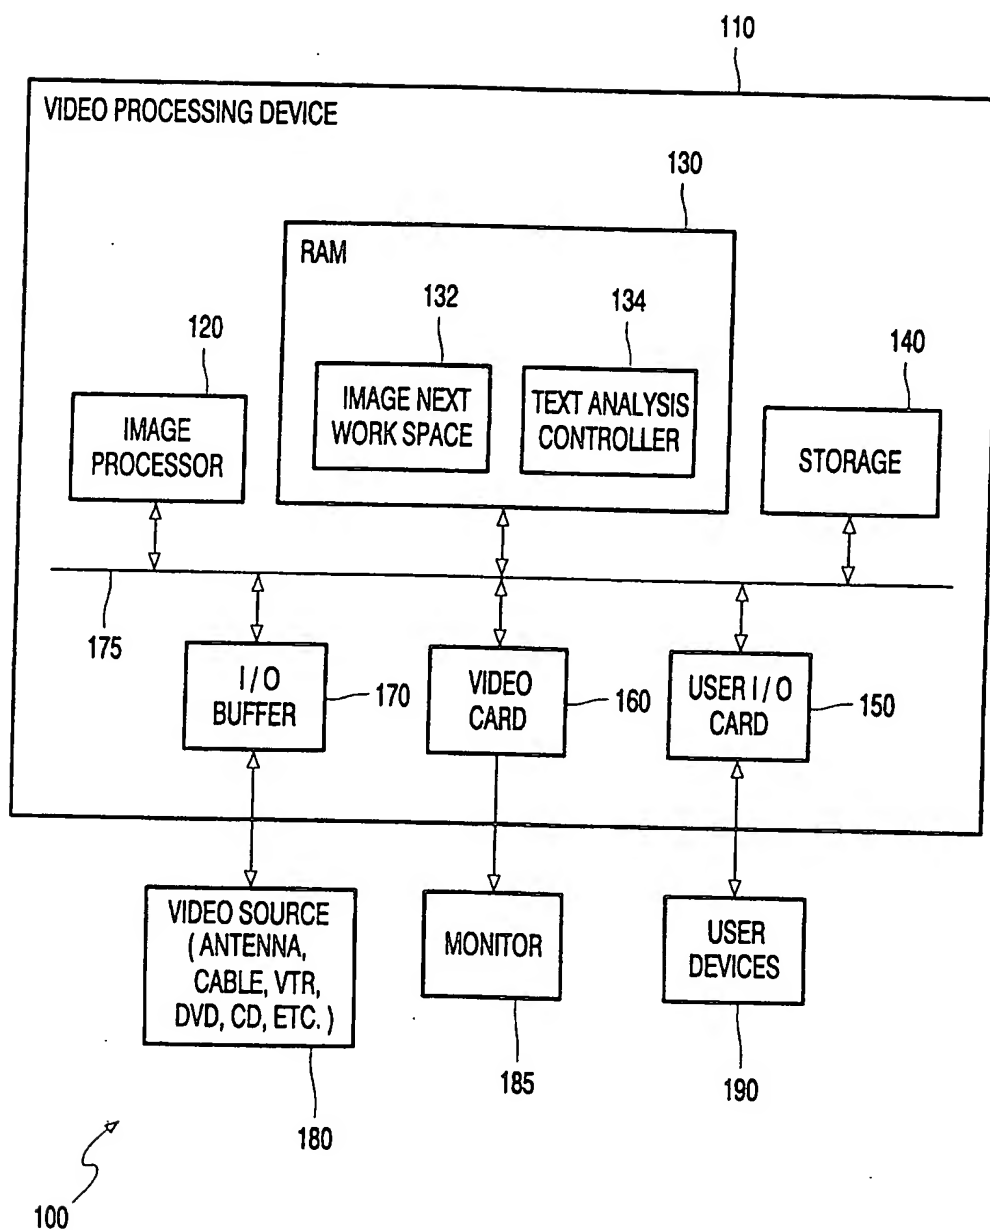 110
VIDEO PROCESSING DEVICE
130
RAM
132
134
120
140
IMAGE NEXT
WORK SPACE
TEXT ANALYSIS
CONTROLLER
IMAGE
PROCESSOR
STORAGE
175
I / O
BUFFER
170
VIDEO
CARD
160
USER I / O
CARD
150
VIDEO SOURCE
( ANTENNA,
CABLE, VTR,
DVD, CD, ETC. )
MONITOR
USER
DEVICES
180
185
190
100